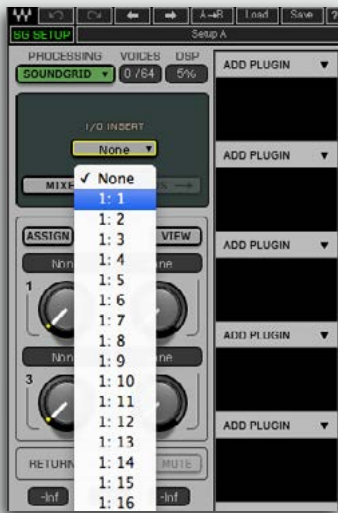 A→B Load Save ?
SG SETUP Setup A
PROCESSING VOICES DSP
SOUNDGRID 0 /64 5%
I/O INSERT
None
✓ None
1: 1
1: 2
1: 3
1: 4
1: 5
1: 6
1: 7
1: 8
1: 9
1: 10
1: 11
1: 12
1: 13
1: 14
1: 15
1: 16
ASSIGN VIEW
1
3
MUTE
-Inf -Inf
ADD PLUGIN
ADD PLUGIN
ADD PLUGIN
ADD PLUGIN
ADD PLUGIN